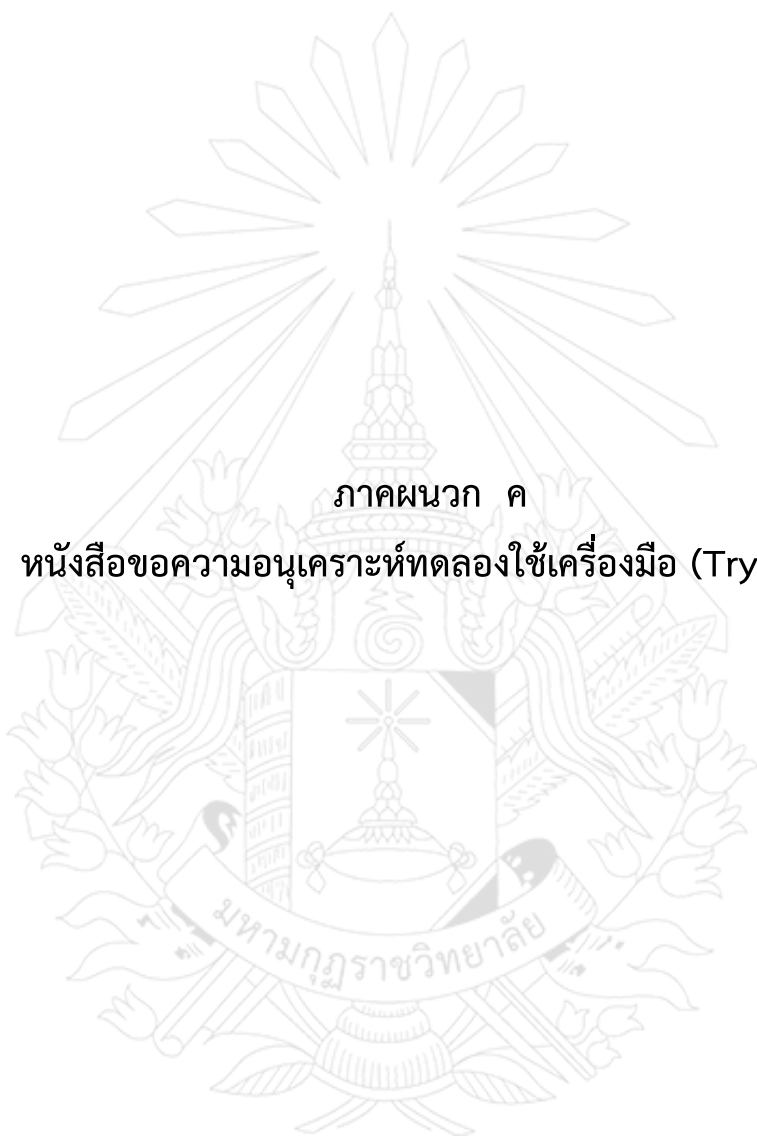 ภาคผนวก ค
หนังสือขอความอนุเคราะห์ทดลองใช้เครื่องมือ (Try
มหามกุฏราชวิทยาลัย